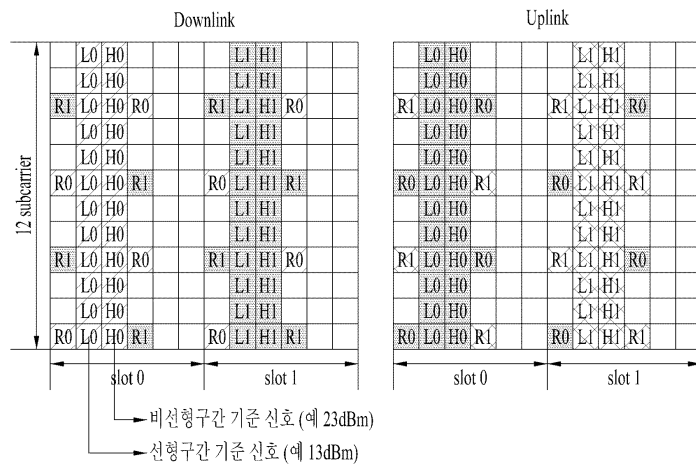 Downlink Uplink
L0 H0 L1 H1 L0 H0 L1 H1
L0 H0 L1 H1 L0 H0 L1 H1
R1 L0 H0 R0 R1 L1 H1 R0 R1 L0 H0 R0 R1 L1 H1 R0
L0 H0 L1 H1 L0 H0 L1 H1
L0 H0 L1 H1 L0 H0 L1 H1
R0 L0 H0 R1 R0 L1 H1 R1 R0 L0 H0 R1 R0 L1 H1 R1
L0 H0 L1 H1 L0 H0 L1 H1
L0 H0 L1 H1 L0 H0 L1 H1
R1 L0 H0 R0 R1 L1 H1 R0 R1 L0 H0 R0 R1 L1 H1 R0
L0 H0 L1 H1 L0 H0 L1 H1
L0 H0 L1 H1 L0 H0 L1 H1
R0 L0 H0 R1 R0 L1 H1 R1 R0 L0 H0 R1 R0 L1 H1 R1
12 subcarrier
slot 0 slot 1 slot 0 slot 1
비선형구간 기준 신호 (예 23dBm)
선형구간 기준 신호 (예 13dBm)